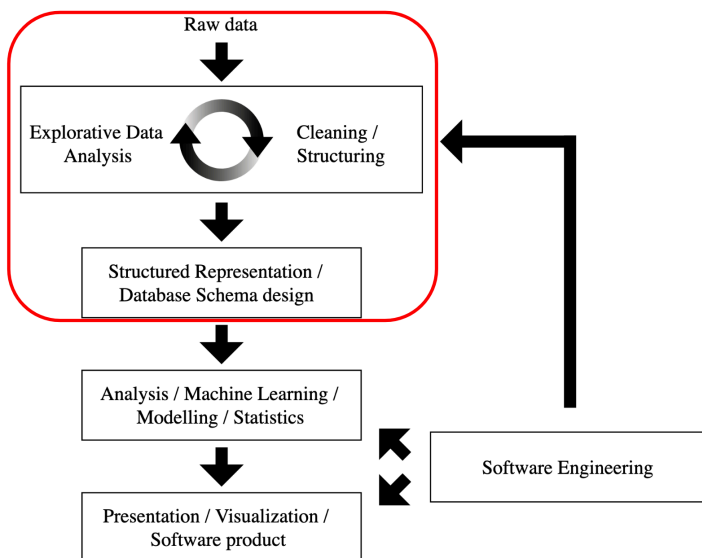 Raw data
Explorative Data
Analysis
Cleaning /
Structuring
Structured Representation /
Database Schema design
Analysis / Machine Learning /
Modelling / Statistics
Software Engineering
Presentation / Visualization /
Software product